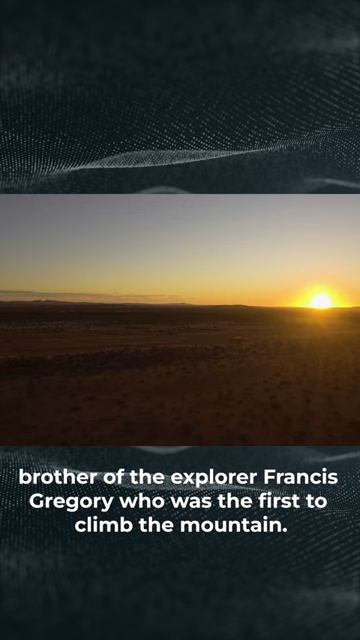 brother of the explorer Francis
Gregory who was the first to
climb the mountain.